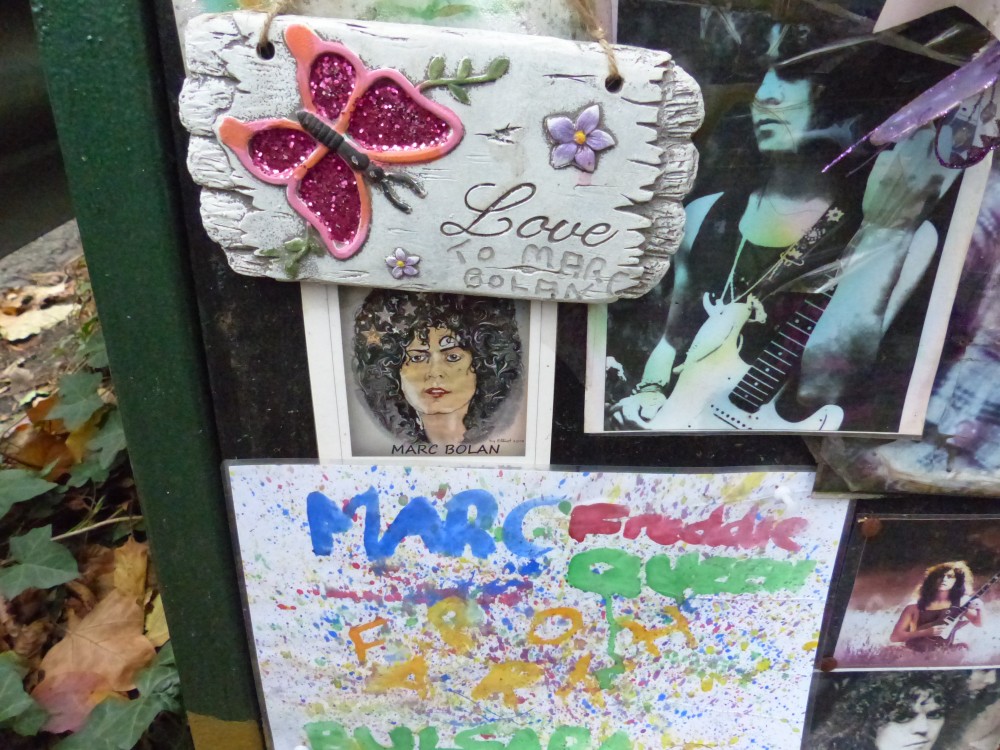 Love
TO MARC
BOLAN
MARC BOLAN
MARC Freddie
QUEEN
FROM